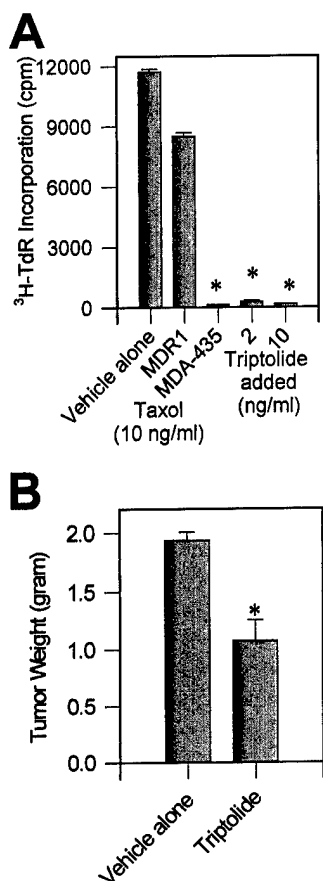 A
³H-TdR Incorporation (cpm)
12000
9000
6000
3000
0
* * *
Vehicle alone
MDR1
MDA-435
2
10
Taxol
(10 ng/ml)
Triptolide
added
(ng/ml)
B
Tumor Weight (gram)
2.0
1.5
1.0
0.5
0.0
*
Vehicle alone
Triptolide